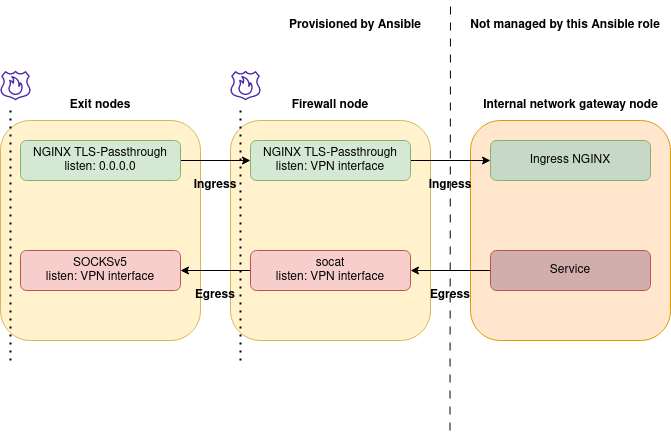 Provisioned by Ansible
Not managed by this Ansible role
Exit nodes
Firewall node
Internal network gateway node
NGINX TLS-Passthrough
listen: 0.0.0.0
NGINX TLS-Passthrough
listen: VPN interface
Ingress NGINX
Ingress
Ingress
SOCKSv5
listen: VPN interface
socat
listen: VPN interface
Service
Egress
Egress